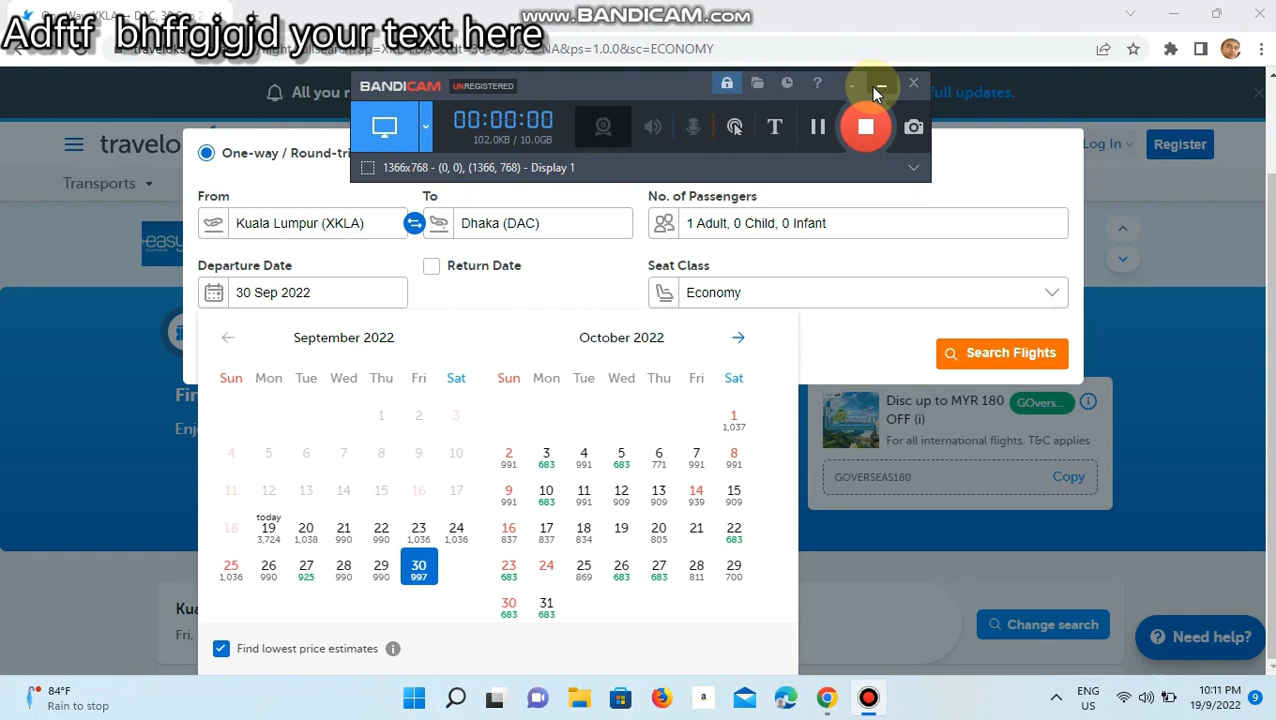 www.BANDICAM.com
Adftf bhffgjgjd your text here
BANDICAM UNREGISTERED
All you
full updates.
00:00:00
102.0KB / 10.0GB
1366x768 - (0, 0), (1366, 768) - Display 1
travelo
One-way / Round-tri
Log In
Register
Transports
From
To
No. of Passengers
Kuala Lumpur (XKLA)
Dhaka (DAC)
1 Adult, 0 Child, 0 Infant
Departure Date
Return Date
Seat Class
30 Sep 2022
Economy
Search Flights
September 2022
October 2022
Sun Mon Tue Wed Thu Fri Sat
Sun Mon Tue Wed Thu Fri Sat
1 2 3
1
1,037
4 5 6 7 8 9 10
2 3 4 5 6 7 8
991 683 991 683 771 991 991
11 12 13 14 15 16 17
9 10 11 12 13 14 15
991 683 991 909 909 939 909
today
18 19 20 21 22 23 24
3,724 1,038 990 990 1,036 1,036
16 17 18 19 20 21 22
837 837 834 805 683
25 26 27 28 29 30
1,036 990 925 990 990 997
23 24 25 26 27 28 29
683 869 683 683 811 700
30 31
683 683
Find lowest price estimates
Disc up to MYR 180
OFF (i)
GOvers...
For all international flights. T&C applies
GOVERSEAS180
Copy
easy
Fin
Enj
Kua
Fri,
Change search
Need help?
84°F
Rain to stop
ENG
US
10:11 PM
19/9/2022
9